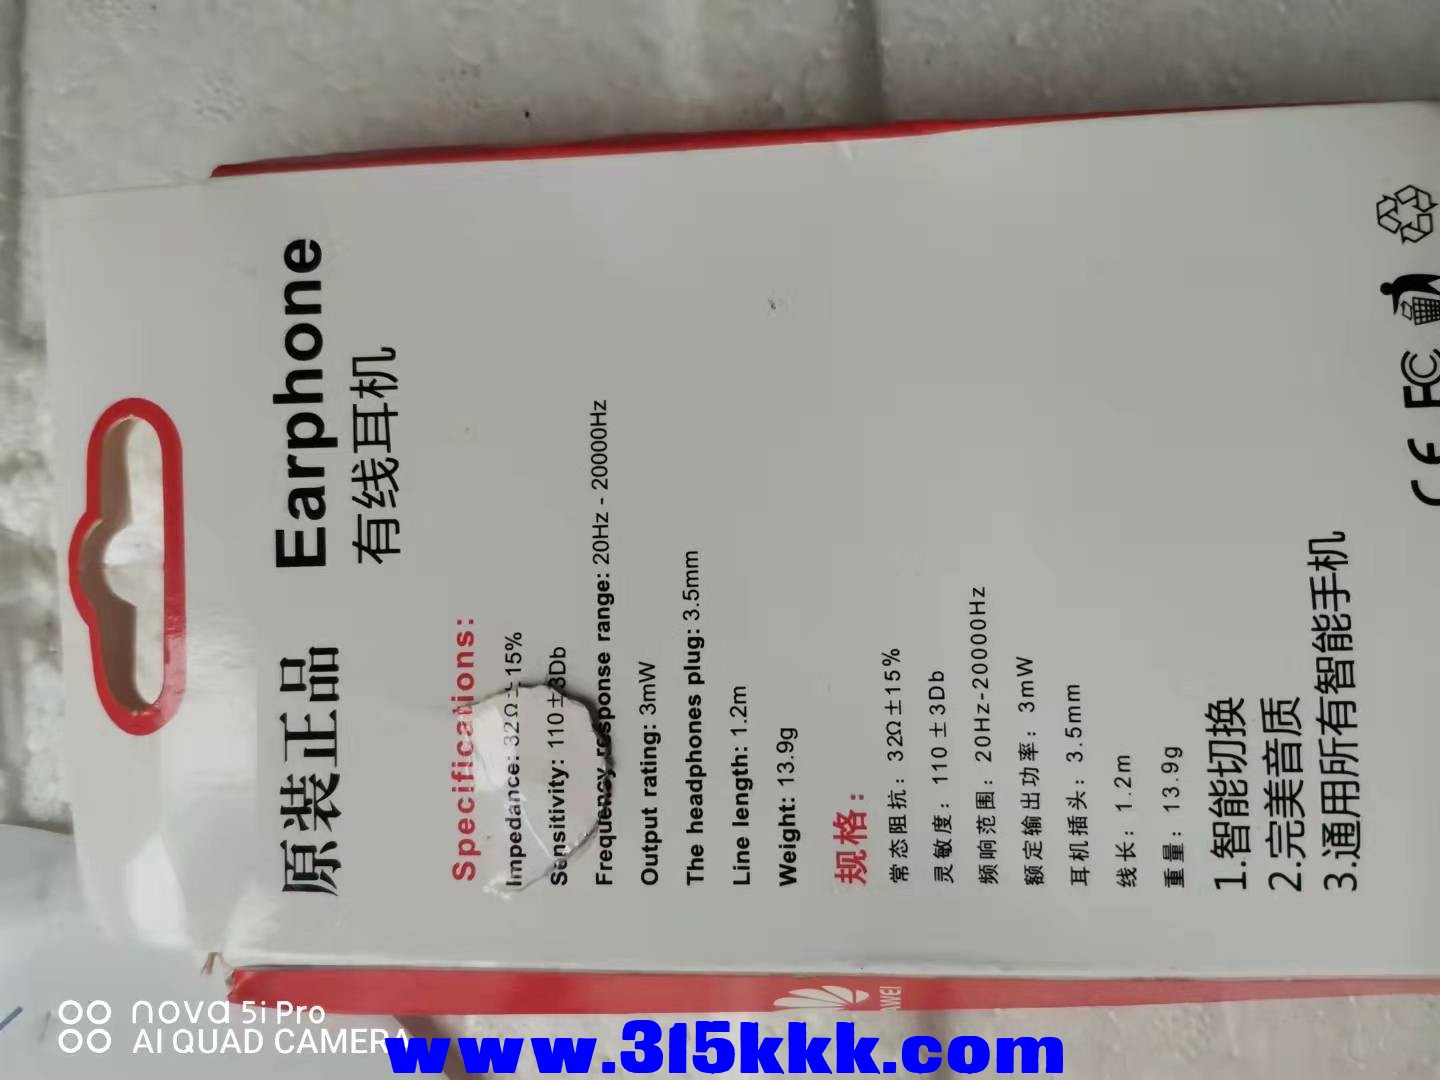 原装正品 Earphone
有线耳机
Specifications:
Impedance: 32Ω±15%
Sensitivity: 110±3Db
Frequency response range: 20Hz - 20000Hz
Output rating: 3mW
The headphones plug: 3.5mm
Line length: 1.2m
Weight: 13.9g
规格:
常态阻抗: 32Ω±15%
灵敏度: 110±3Db
频响范围: 20Hz-20000Hz
额定输出功率: 3mW
耳机插头: 3.5mm
线长: 1.2m
重量: 13.9g
1.智能切换
2.完美音质
3.通用所有智能手机
CE FC
nova 5i Pro
AI QUAD CAMERA
www.315kkk.com